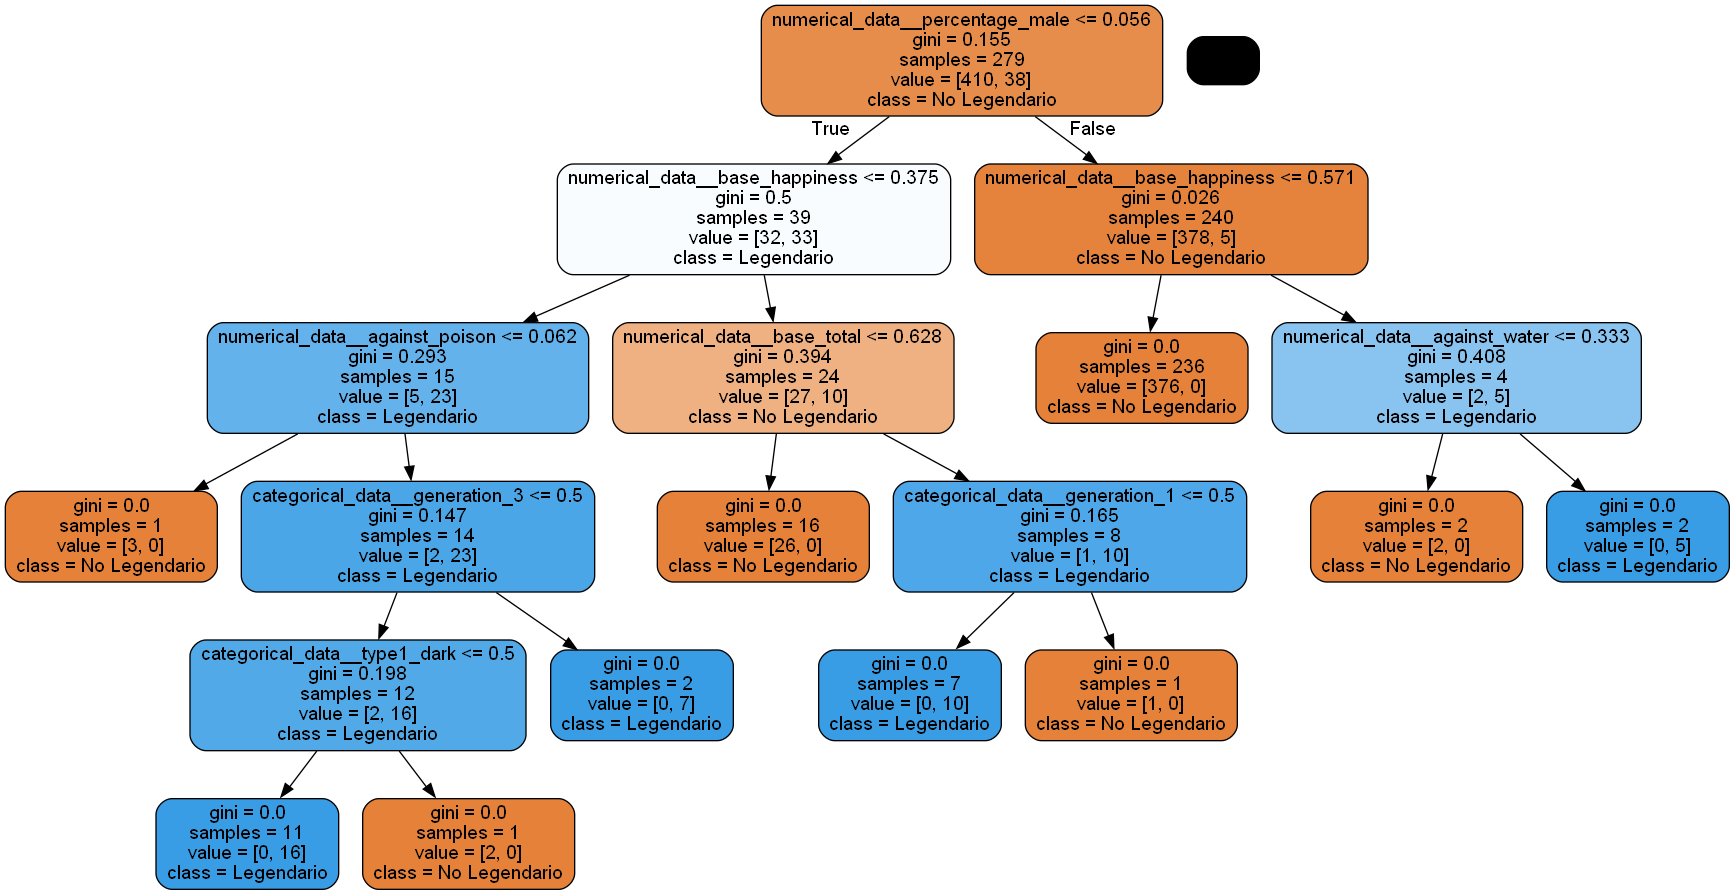 numerical_data__percentage_male <= 0.056
gini = 0.155
samples = 279
value = [410, 38]
class = No Legendario
True
False
numerical_data__base_happiness <= 0.375
gini = 0.5
samples = 39
value = [32, 33]
class = Legendario
numerical_data__base_happiness <= 0.571
gini = 0.026
samples = 240
value = [378, 5]
class = No Legendario
numerical_data__against_poison <= 0.062
gini = 0.293
samples = 15
value = [5, 23]
class = Legendario
numerical_data__base_total <= 0.628
gini = 0.394
samples = 24
value = [27, 10]
class = No Legendario
gini = 0.0
samples = 236
value = [376, 0]
class = No Legendario
numerical_data__against_water <= 0.333
gini = 0.408
samples = 4
value = [2, 5]
class = Legendario
gini = 0.0
samples = 1
value = [3, 0]
class = No Legendario
categorical_data__generation_3 <= 0.5
gini = 0.147
samples = 14
value = [2, 23]
class = Legendario
gini = 0.0
samples = 16
value = [26, 0]
class = No Legendario
categorical_data__generation_1 <= 0.5
gini = 0.165
samples = 8
value = [1, 10]
class = Legendario
gini = 0.0
samples = 2
value = [2, 0]
class = No Legendario
gini = 0.0
samples = 2
value = [0, 5]
class = Legendario
categorical_data__type1_dark <= 0.5
gini = 0.198
samples = 12
value = [2, 16]
class = Legendario
gini = 0.0
samples = 2
value = [0, 7]
class = Legendario
gini = 0.0
samples = 7
value = [0, 10]
class = Legendario
gini = 0.0
samples = 1
value = [1, 0]
class = No Legendario
gini = 0.0
samples = 11
value = [0, 16]
class = Legendario
gini = 0.0
samples = 1
value = [2, 0]
class = No Legendario